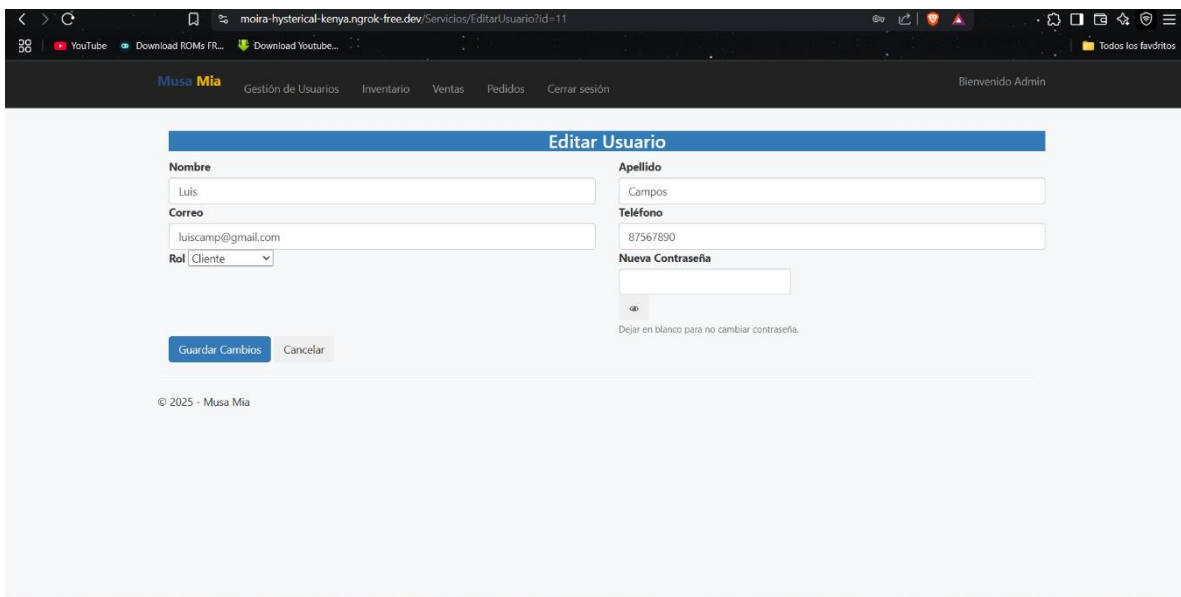 moira-hysterical-kenya.ngrok-free.dev/Servicios/EditarUsuario?id=11
YouTube Download ROMs FR... Download Youtube... Todos los favoritos
Musa Mia Gestión de Usuarios Inventario Ventas Pedidos Cerrar sesión Bienvenido Admin
Editar Usuario
Nombre Apellido
Luis Campos
Correo Teléfono
luiscamp@gmail.com 87567890
Rol Cliente Nueva Contraseña
Dejar en blanco para no cambiar contraseña.
Guardar Cambios Cancelar
© 2025 - Musa Mia